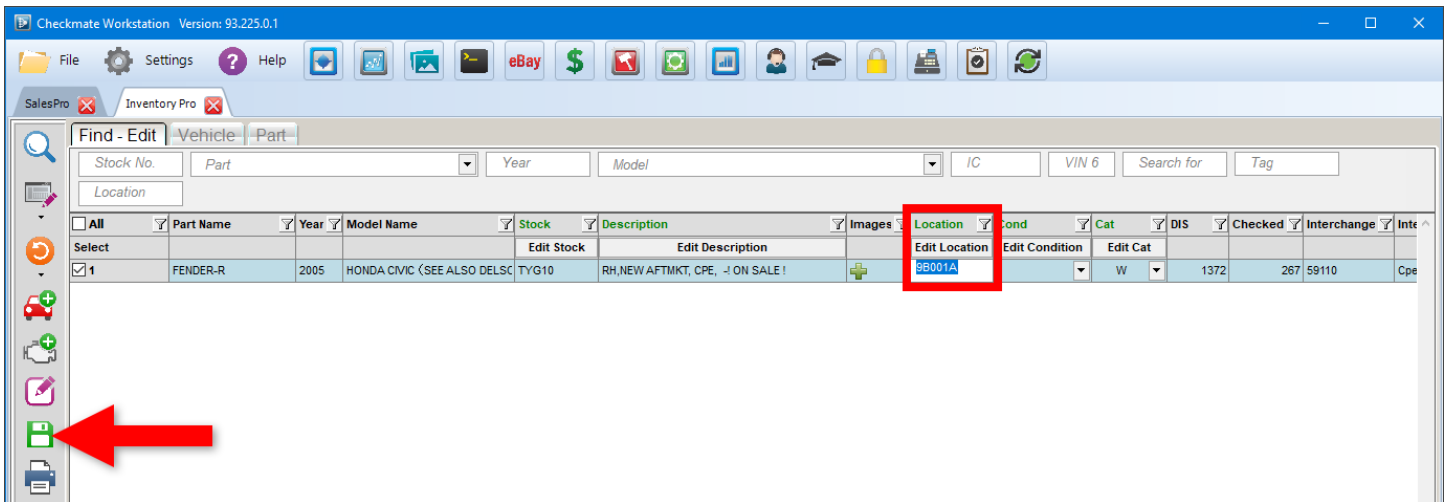 Checkmate Workstation Version: 93.225.0.1
File Settings ? Help eBay $
SalesPro Inventory Pro
Find - Edit Vehicle Part
Stock No. Part Year Model IC VIN 6 Search for Tag
Location
All Part Name Year Model Name Stock Description Images Location Cond Cat DIS Checked Interchange Inte
Select Edit Stock Edit Description Edit Location Edit Condition Edit Cat
1 FENDER-R 2005 HONDA CIVIC (SEE ALSO DELSC TYG10 RH,NEW AFTMKT, CPE, -! ON SALE ! 9B001A W 1372 267 59110 Cpe